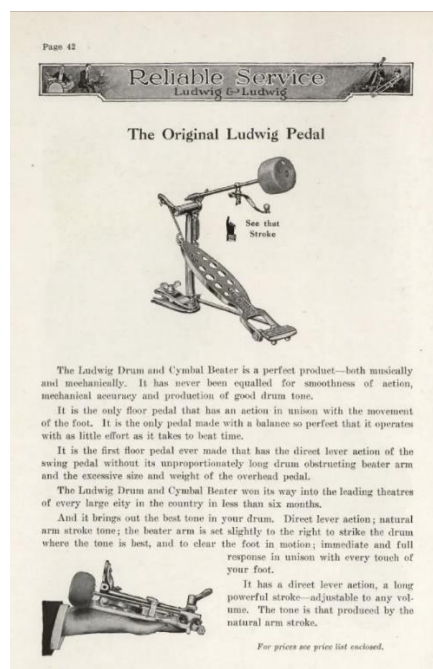 Page 42
Reliable Service
Ludwig & Ludwig
The Original Ludwig Pedal
See that
Stroke
The Ludwig Drum and Cymbal Beater is a perfect product—both musically
and mechanically. It has never been equalled for smoothness of action,
mechanical accuracy and production of good drum tone.
It is the only floor pedal that has an action in unison with the movement
of the foot. It is the only pedal made with a balance so perfect that it operates
with as little effort as it takes to beat time.
It is the first floor pedal ever made that has the direct lever action of the
swing pedal without its unproportionately long drum obstructing beater arm
and the excessive size and weight of the overhead pedal.
The Ludwig Drum and Cymbal Beater won its way into the leading theatres
of every large city in the country in less than six months.
And it brings out the best tone in your drum. Direct lever action; natural
arm stroke tone; the beater arm is set slightly to the right to strike the drum
where the tone is best, and to clear the foot in motion; immediate and full
response in unison with every touch of
your foot.
It has a direct lever action, a long
powerful stroke—adjustable to any vol-
ume. The tone is that produced by the
natural arm stroke.
For prices see price list enclosed.